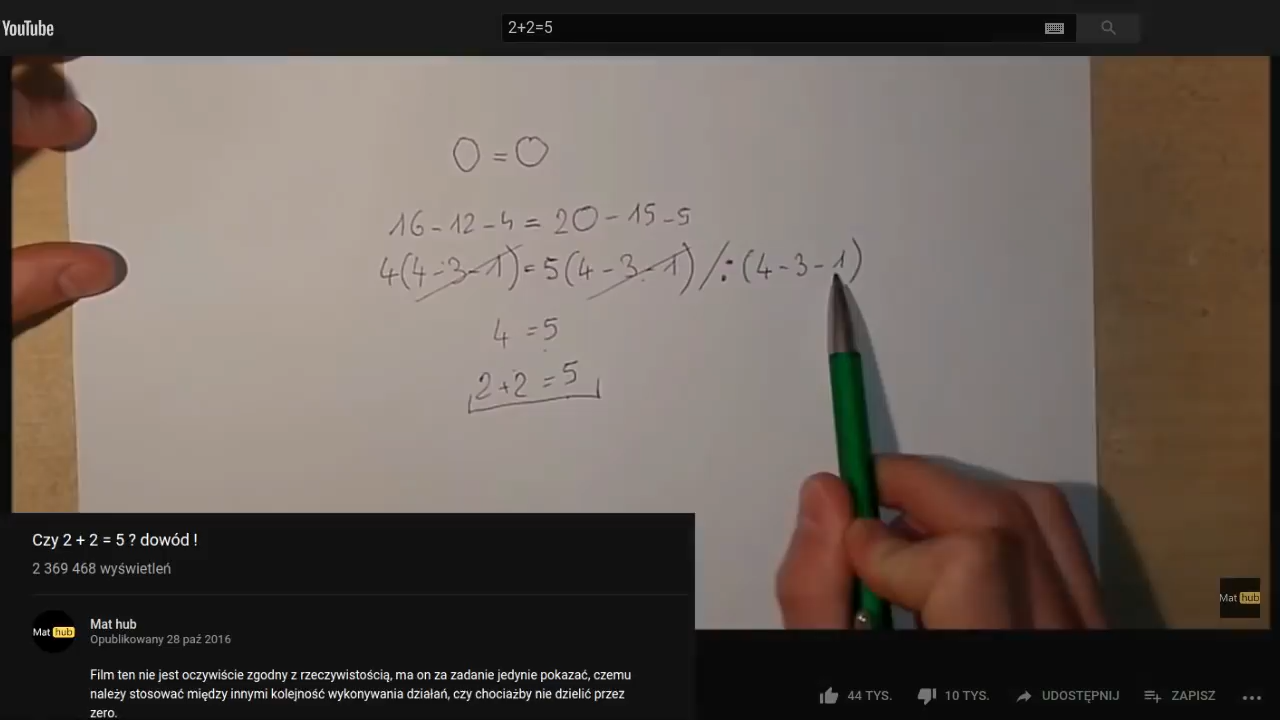 YouTube
2+2=5
0 = 0
16 - 12 - 4 = 20 - 15 - 5
4(4 - 3 - 1) = 5(4 - 3 - 1) / : (4 - 3 - 1)
4 = 5
2+2 = 5
Mat hub
Czy 2 + 2 = 5 ? dowód !
2 369 468 wyświetleń
Mat hub
Mat hub
Opublikowany 28 paź 2016
Film ten nie jest oczywiście zgodny z rzeczywistością, ma on za zadanie jedynie pokazać, czemu
należy stosować między innymi kolejność wykonywania działań, czy chociażby nie dzielić przez
zero.
44 TYS.
10 TYS.
UDOSTĘPNIJ
ZAPISZ